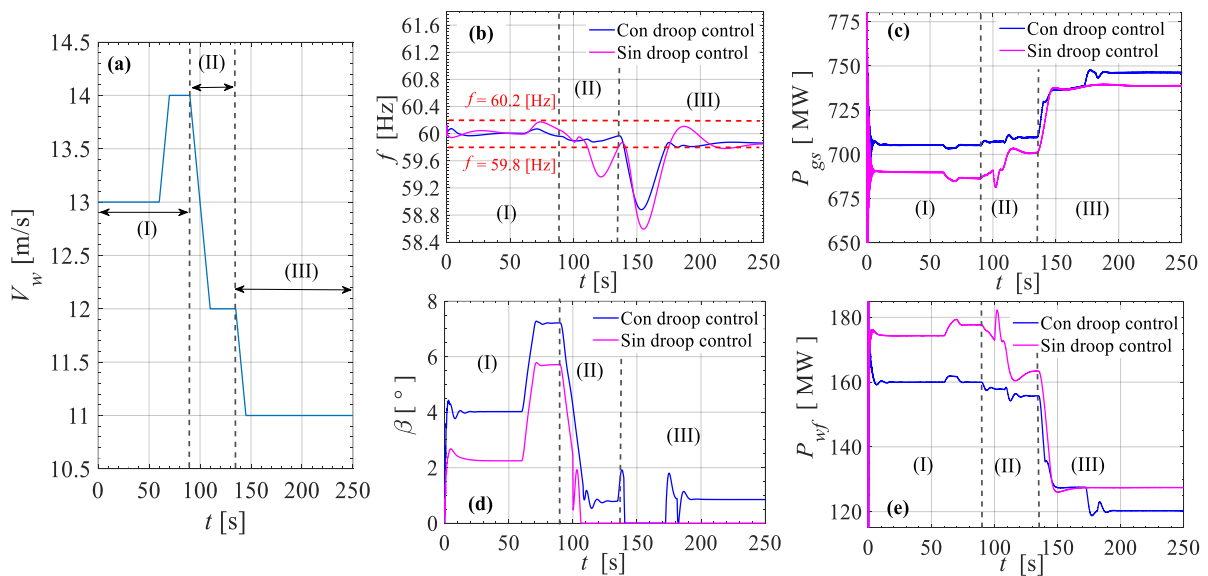 (a)
(II)
(I)
(III)
14.5
14
13.5
13
12.5
12
11.5
11
10.5
0
50
100
150
200
250
V_w [m/s]
t [s]
(b)
Con droop control
Sin droop control
(II)
(III)
f = 60.2 [Hz]
f = 59.8 [Hz]
(I)
61.6
61.2
60.8
60.4
60
59.6
59.2
58.8
58.4
0
50
100
150
200
250
f [Hz]
t [s]
(c)
Con droop control
Sin droop control
(I)
(II)
(III)
750
700
650
0
50
100
150
200
250
P_gs [ MW]
t [s]
Con droop control
Sin droop control
(I)
(II)
(III)
(d)
8
6
4
2
0
0
50
100
150
200
250
β [ ° ]
t [s]
Con droop control
Sin droop control
(I)
(II)
(III)
(e)
180
160
140
120
0
50
100
150
200
250
P_wf [ MW]
t [s]